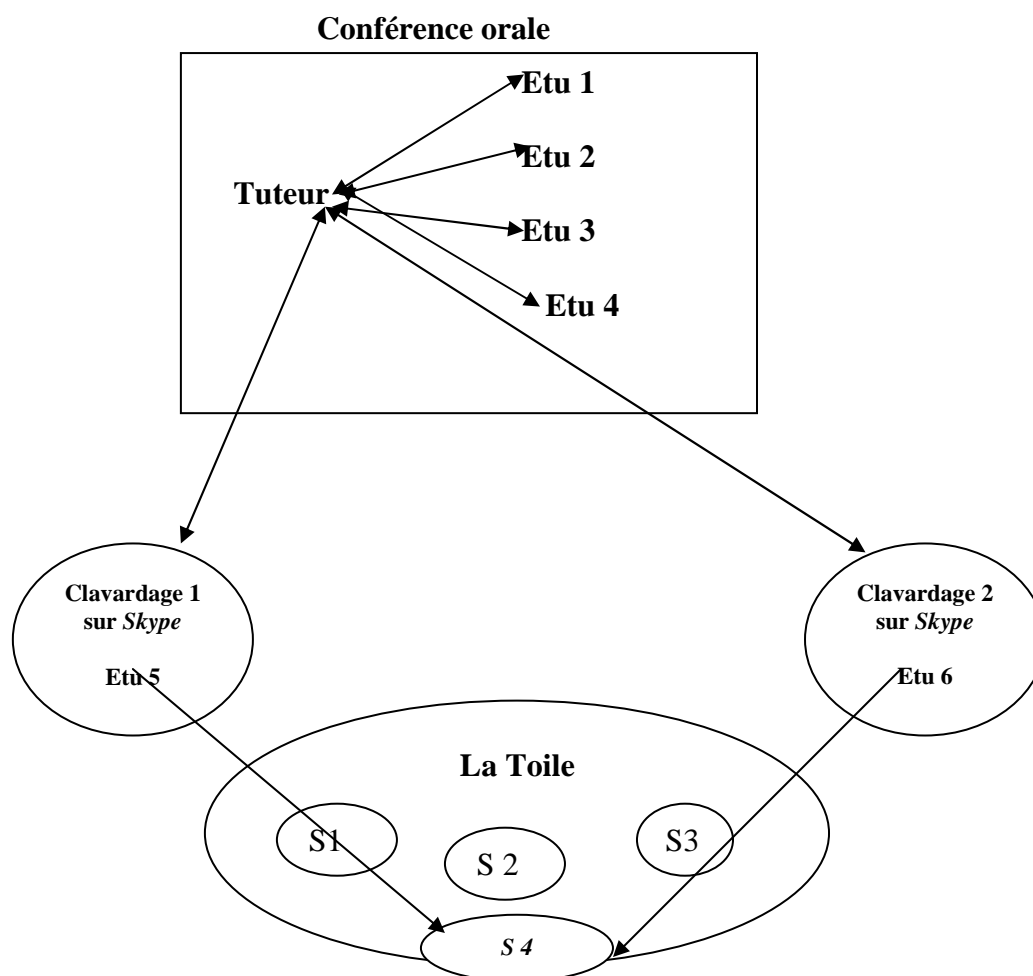 Conférence orale
Etu 1
Etu 2
Tuteur
Etu 3
Etu 4
Clavardage 1
sur Skype
Etu 5
Clavardage 2
sur Skype
Etu 6
La Toile
S1
S 2
S3
S 4